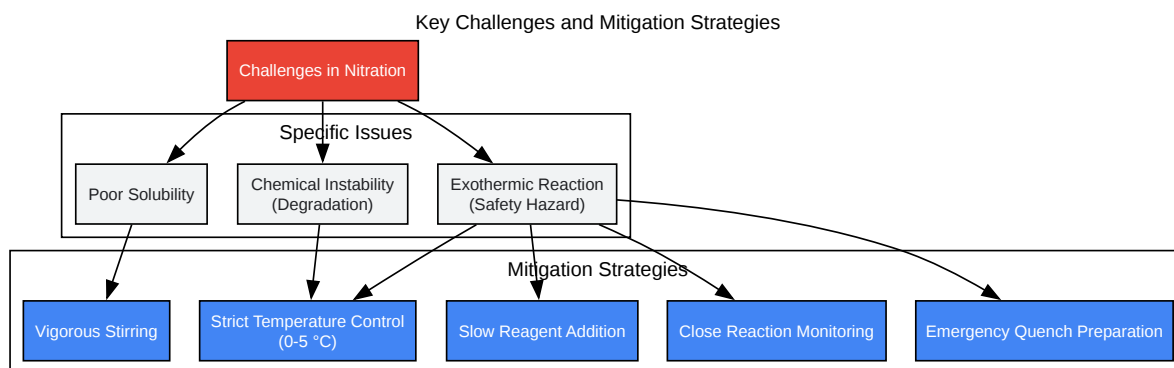 Key Challenges and Mitigation Strategies
Challenges in Nitration
Specific Issues
Poor Solubility
Chemical Instability
(Degradation)
Exothermic Reaction
(Safety Hazard)
Mitigation Strategies
Vigorous Stirring
Strict Temperature Control
(0-5 °C)
Slow Reagent Addition
Close Reaction Monitoring
Emergency Quench Preparation